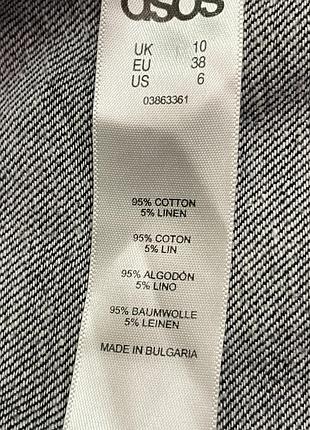 asos
UK 10
EU 38
US 6
03863361
95% COTTON
5% LINEN
95% COTON
5% LIN
95% ALGODÓN
5% LINO
95% BAUMWOLLE
5% LEINEN
MADE IN BULGARIA